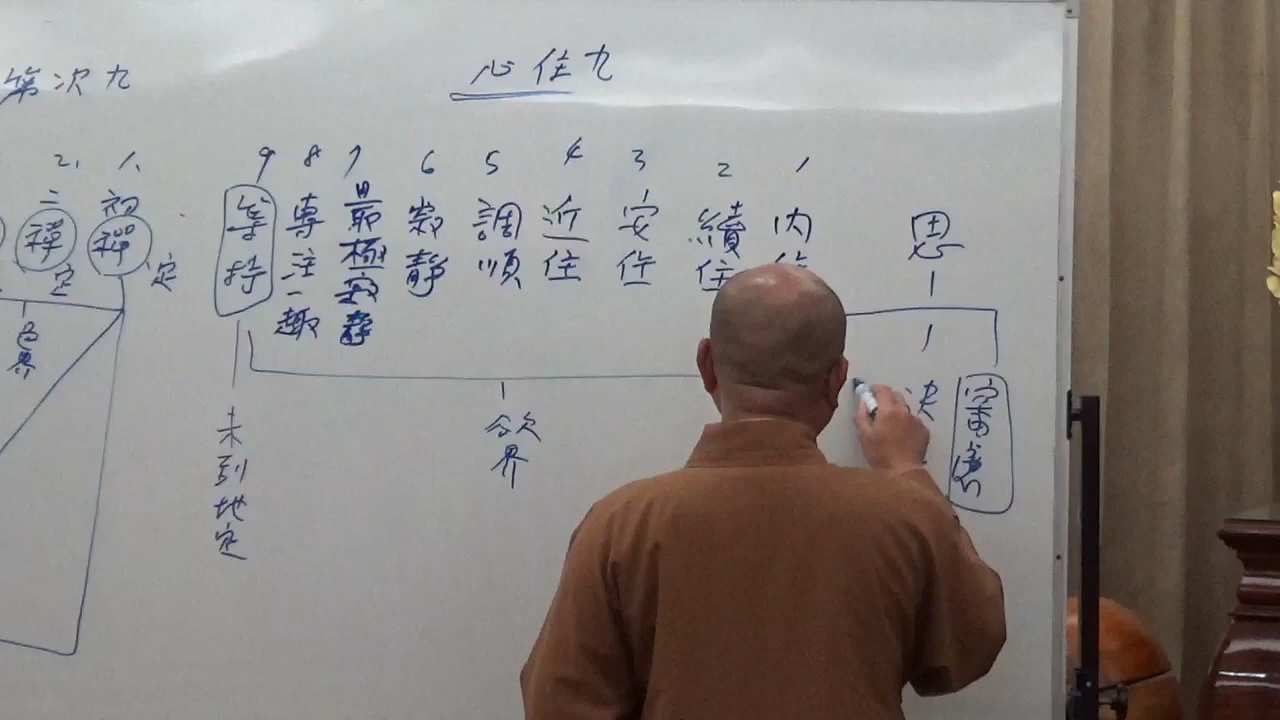 九住心
思
審慮
決
1 內住
2 續住
3 安住
4 近住
5 調順
6 寂靜
7 最極寂靜
8 專注一趣
9 等持
欲界
未到地定
九次第
1、初禪定
2、二禪定
色界